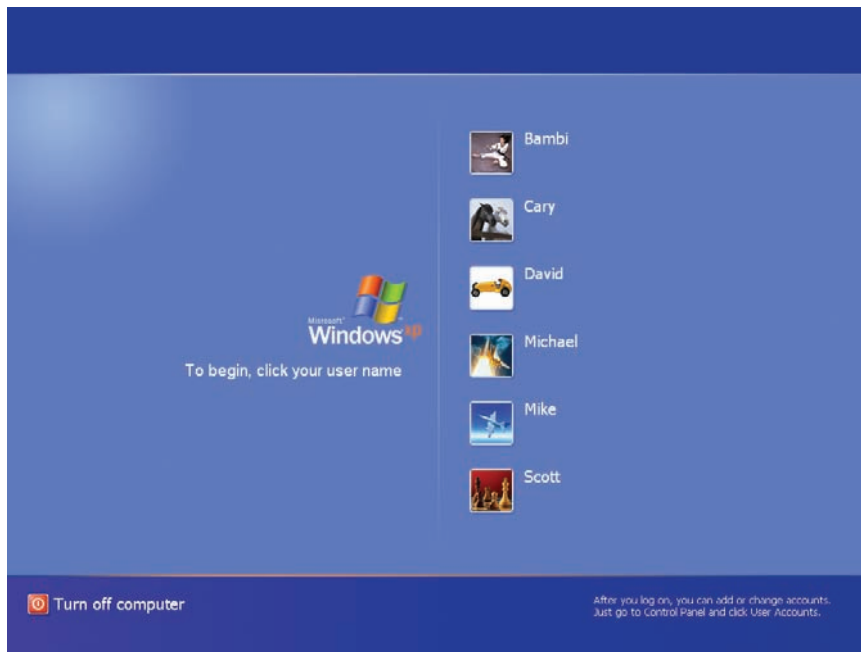 Microsoft
Windows xp
To begin, click your user name
Bambi
Cary
David
Michael
Mike
Scott
Turn off computer
After you log on, you can add or change accounts.
Just go to Control Panel and click User Accounts.